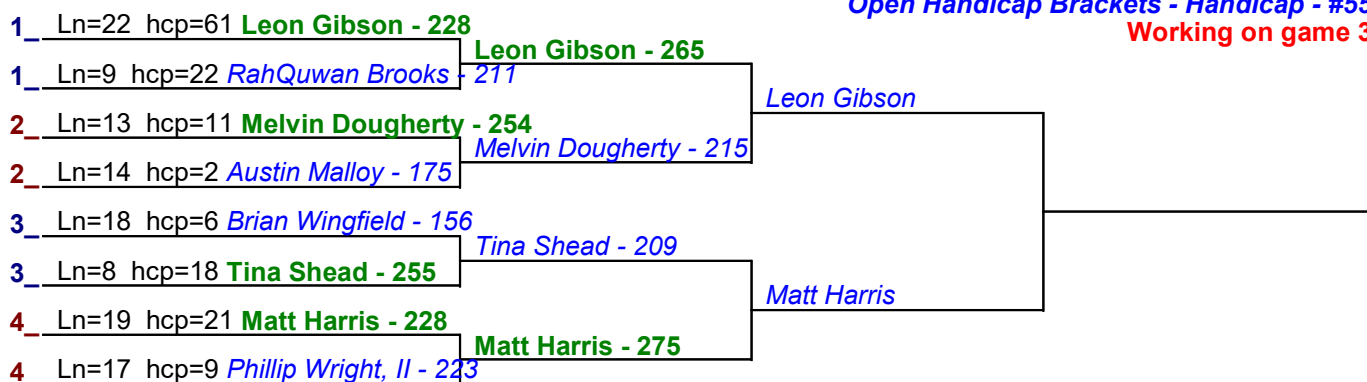 Open Handicap Brackets - Handicap - #55
Working on game 3
1_ Ln=22 hcp=61 Leon Gibson - 228
Leon Gibson - 265
1_ Ln=9 hcp=22 RahQuwan Brooks - 211
Leon Gibson
2_ Ln=13 hcp=11 Melvin Dougherty - 254
Melvin Dougherty - 215
2_ Ln=14 hcp=2 Austin Malloy - 175
3_ Ln=18 hcp=6 Brian Wingfield - 156
Tina Shead - 209
3_ Ln=8 hcp=18 Tina Shead - 255
Matt Harris
4_ Ln=19 hcp=21 Matt Harris - 228
Matt Harris - 275
4 Ln=17 hcp=9 Phillip Wright, II - 223